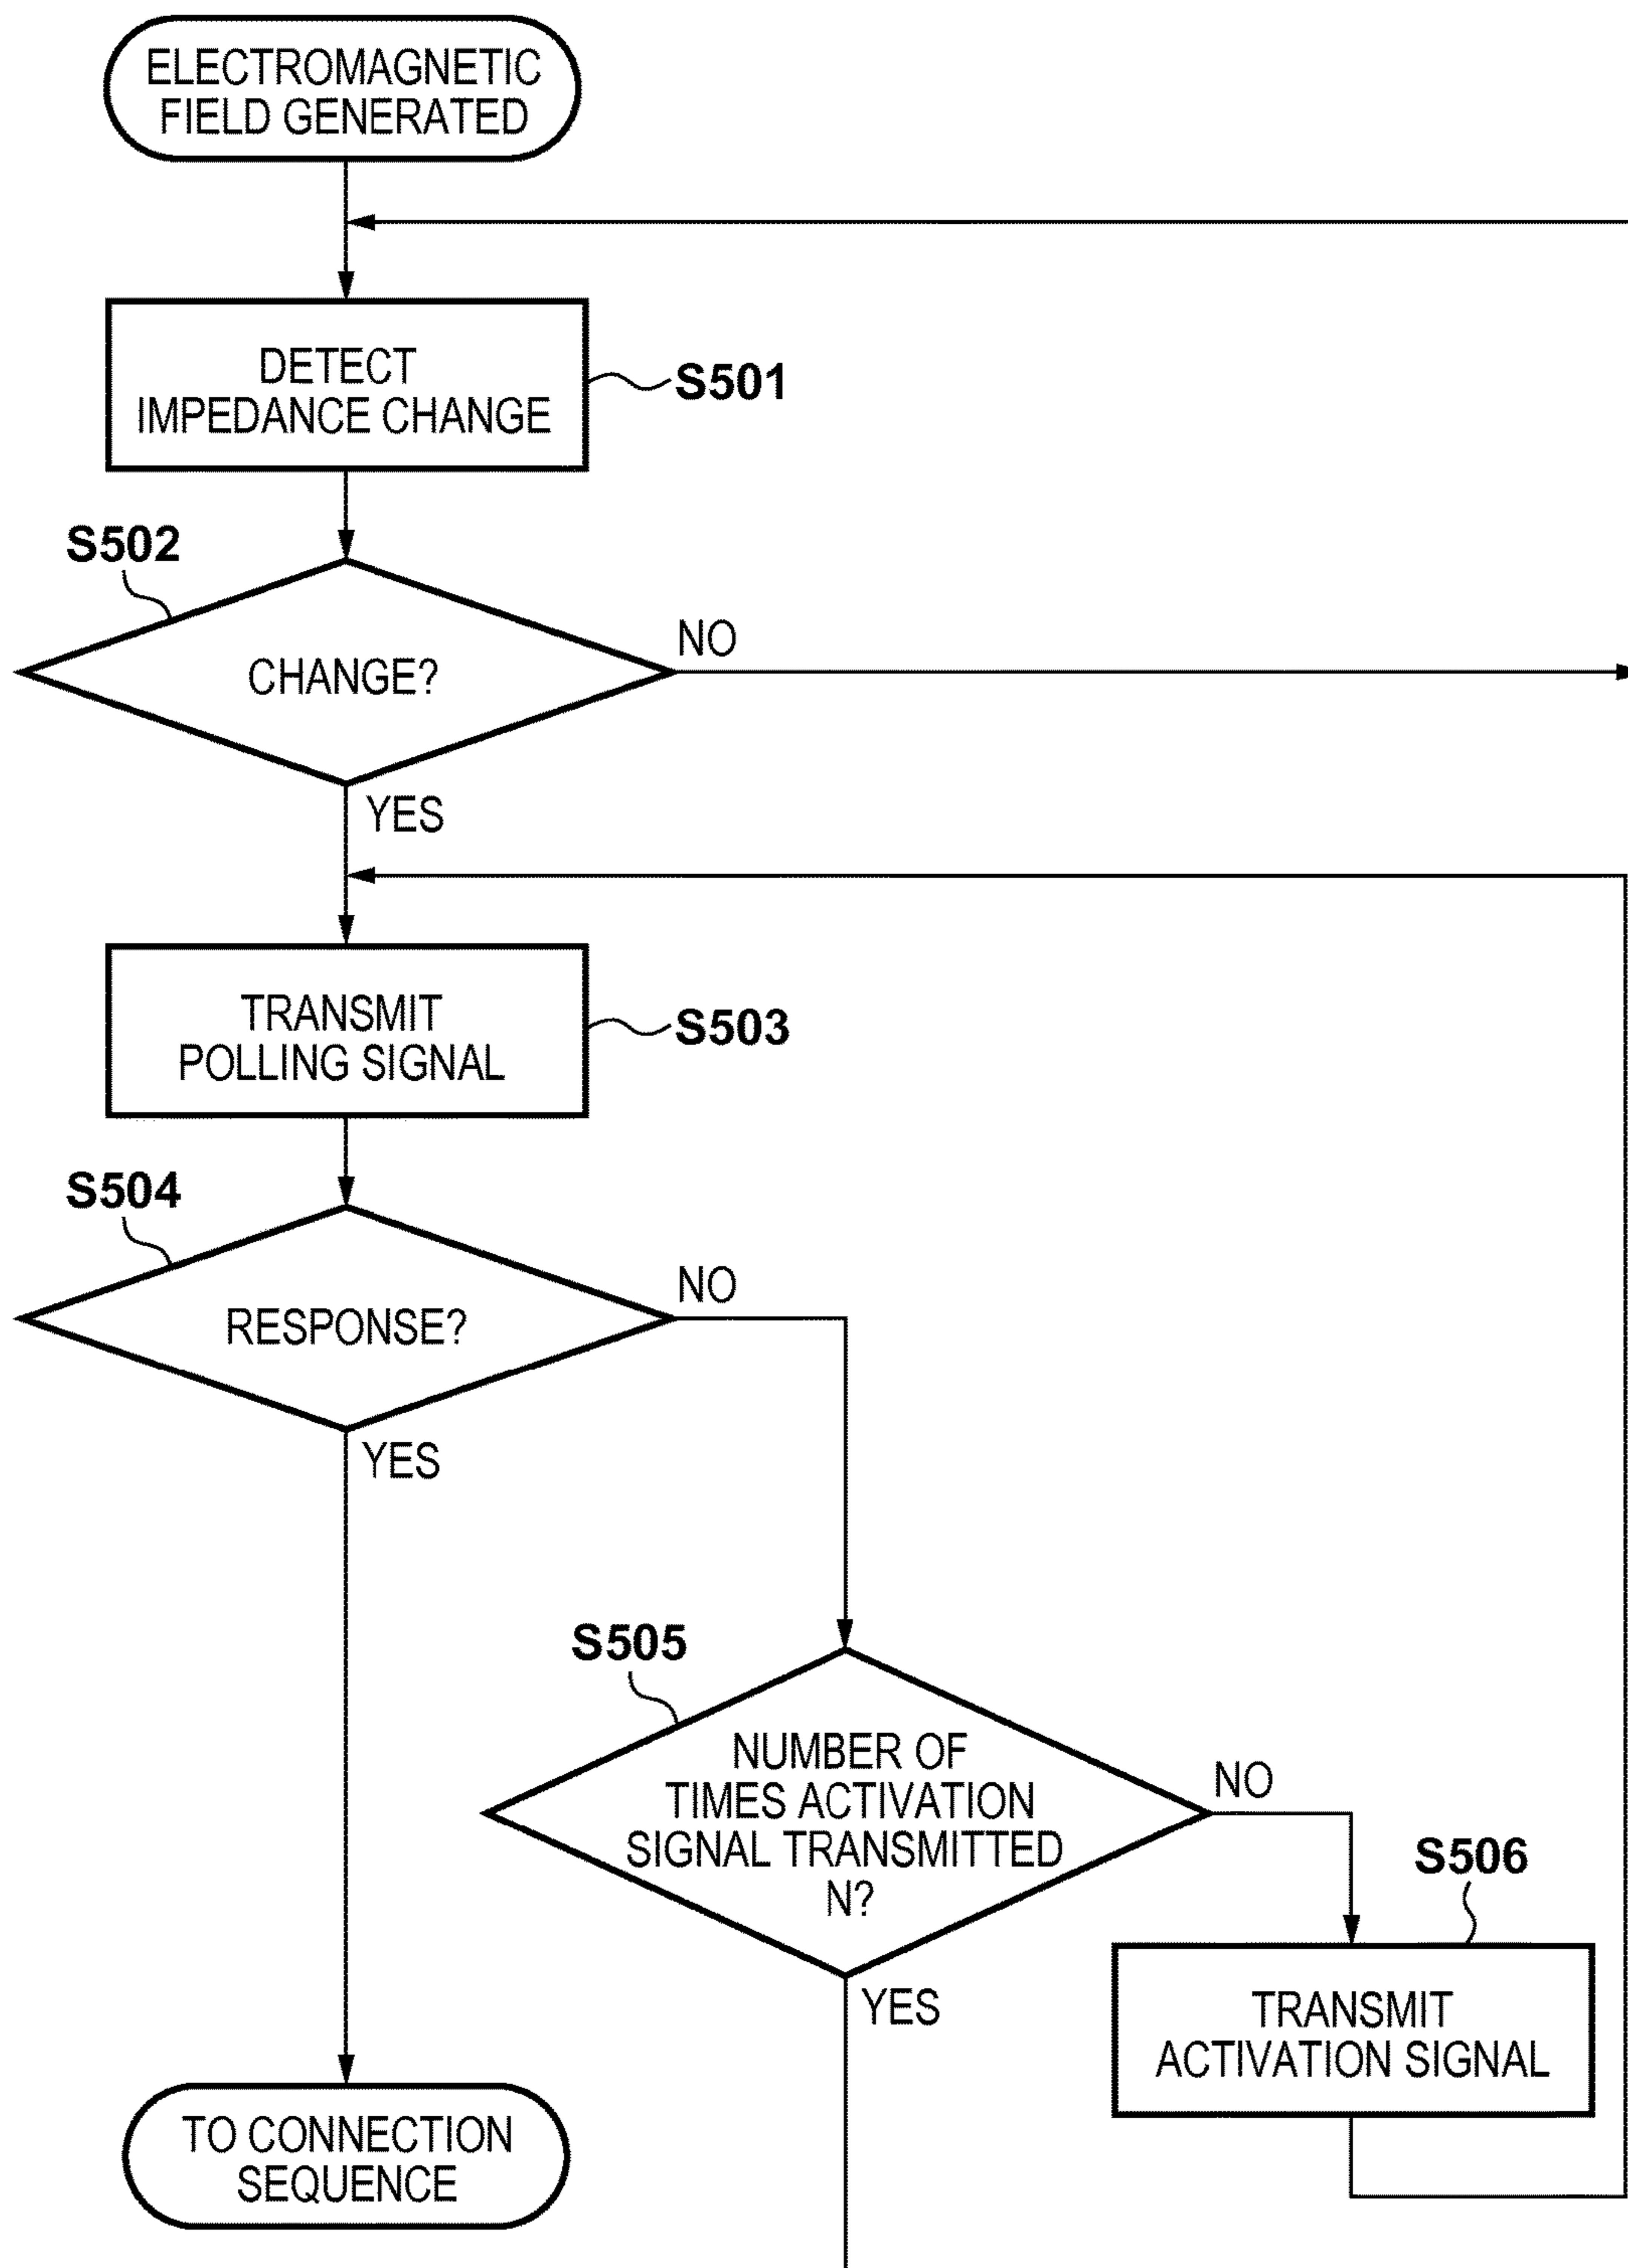 ELECTROMAGNETIC
FIELD GENERATED
DETECT
IMPEDANCE CHANGE
S501
S502
CHANGE?
NO
YES
TRANSMIT
POLLING SIGNAL
S503
S504
RESPONSE?
NO
YES
S505
NUMBER OF
TIMES ACTIVATION
SIGNAL TRANSMITTED
N?
NO
YES
S506
TRANSMIT
ACTIVATION SIGNAL
TO CONNECTION
SEQUENCE